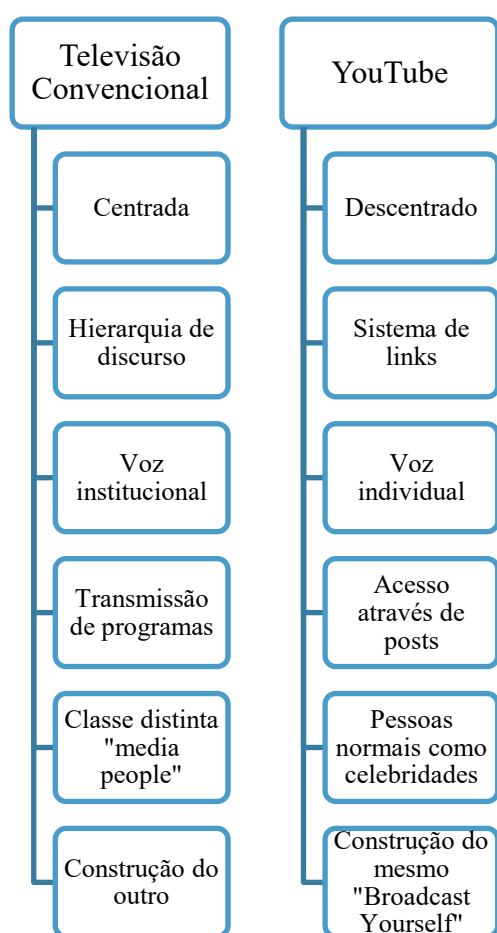 Televisão
Convencional
Centrada
Hierarquia de
discurso
Voz
institucional
Transmissão
de programas
Classe distinta
"media
people"
Construção do
outro
YouTube
Descentrado
Sistema de
links
Voz
individual
Acesso
através de
posts
Pessoas
normais como
celebridades
Construção do
mesmo
"Broadcast
Yourself"